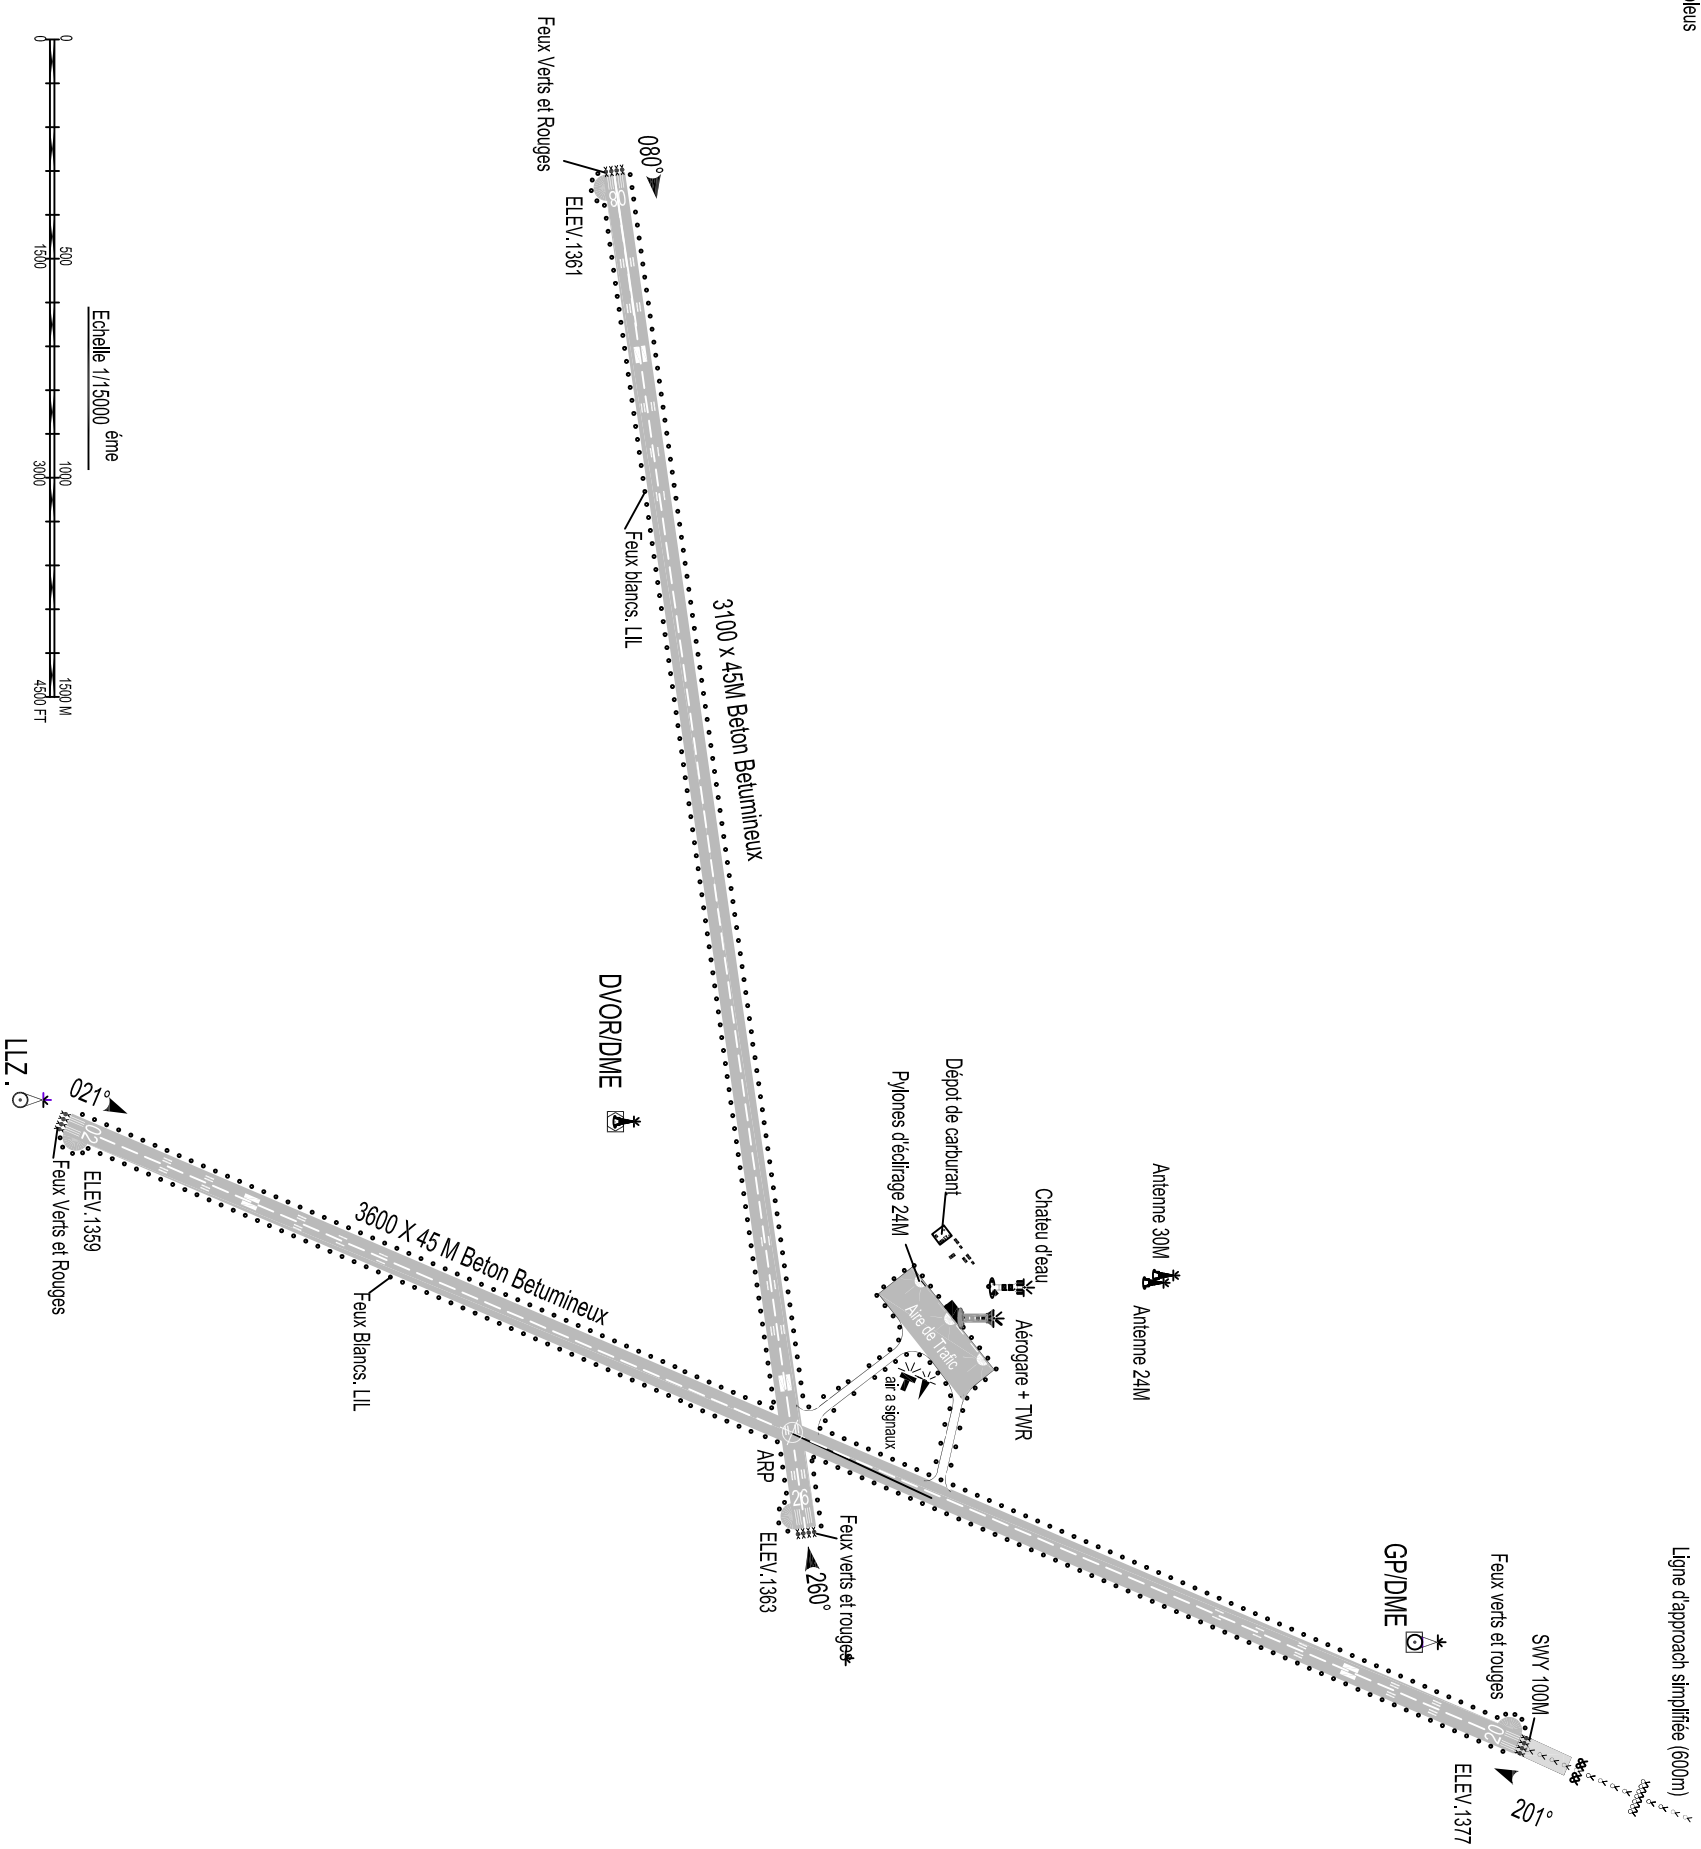 Ligne d'approach simplifiée (600m)
SWY 100M
Feux verts et rouges
201°
ELEV.1377
GP/DME
02
Antenne 30M
Antenne 24M
Chateu d'eau
Aérogare + TWR
Dépot de carburant
Pylones d'éclirage 24M
Aire de Trafic
air a signaux
Feux verts et rouges
260°
26
ELEV.1363
ARP
3100 x 45M Beton Betumineux
080°
Feux Verts et Rouges
08
ELEV.1361
Feux blancs. LIL
DVOR/DME
3600 X 45 M Beton Betumineux
Feux Blancs. LIL
021°
02
ELEV.1359
Feux Verts et Rouges
LLZ.
Echelle 1/15000 éme
0 500 1000 1500 M
0 1500 3000 4500 FT